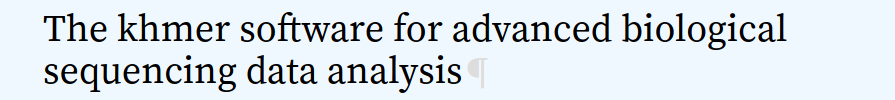 The khmer software for advanced biological
sequencing data analysis¶